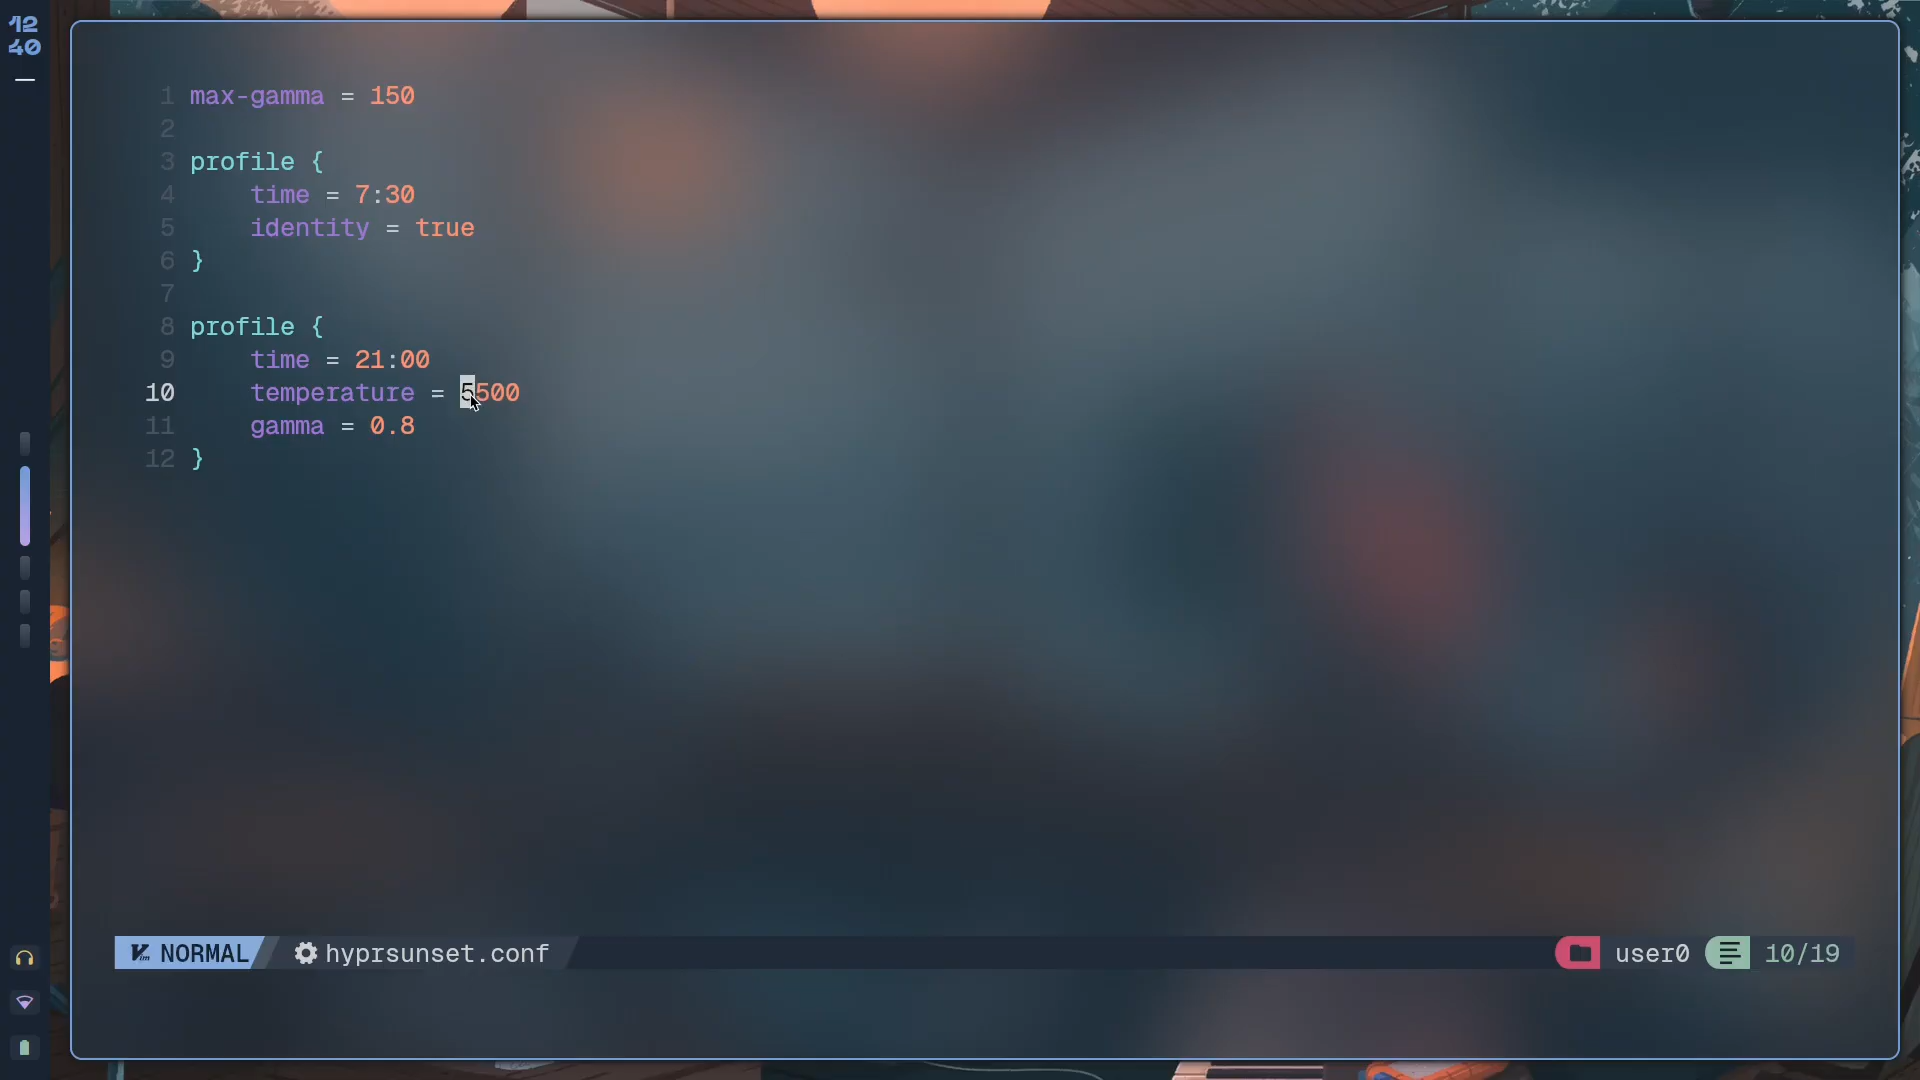 12
40
1 max-gamma = 150
2
3 profile {
4     time = 7:30
5     identity = true
6 }
7
8 profile {
9     time = 21:00
10     temperature = 5500
11     gamma = 0.8
12 }
NORMAL hyprsunset.conf user0 10/19